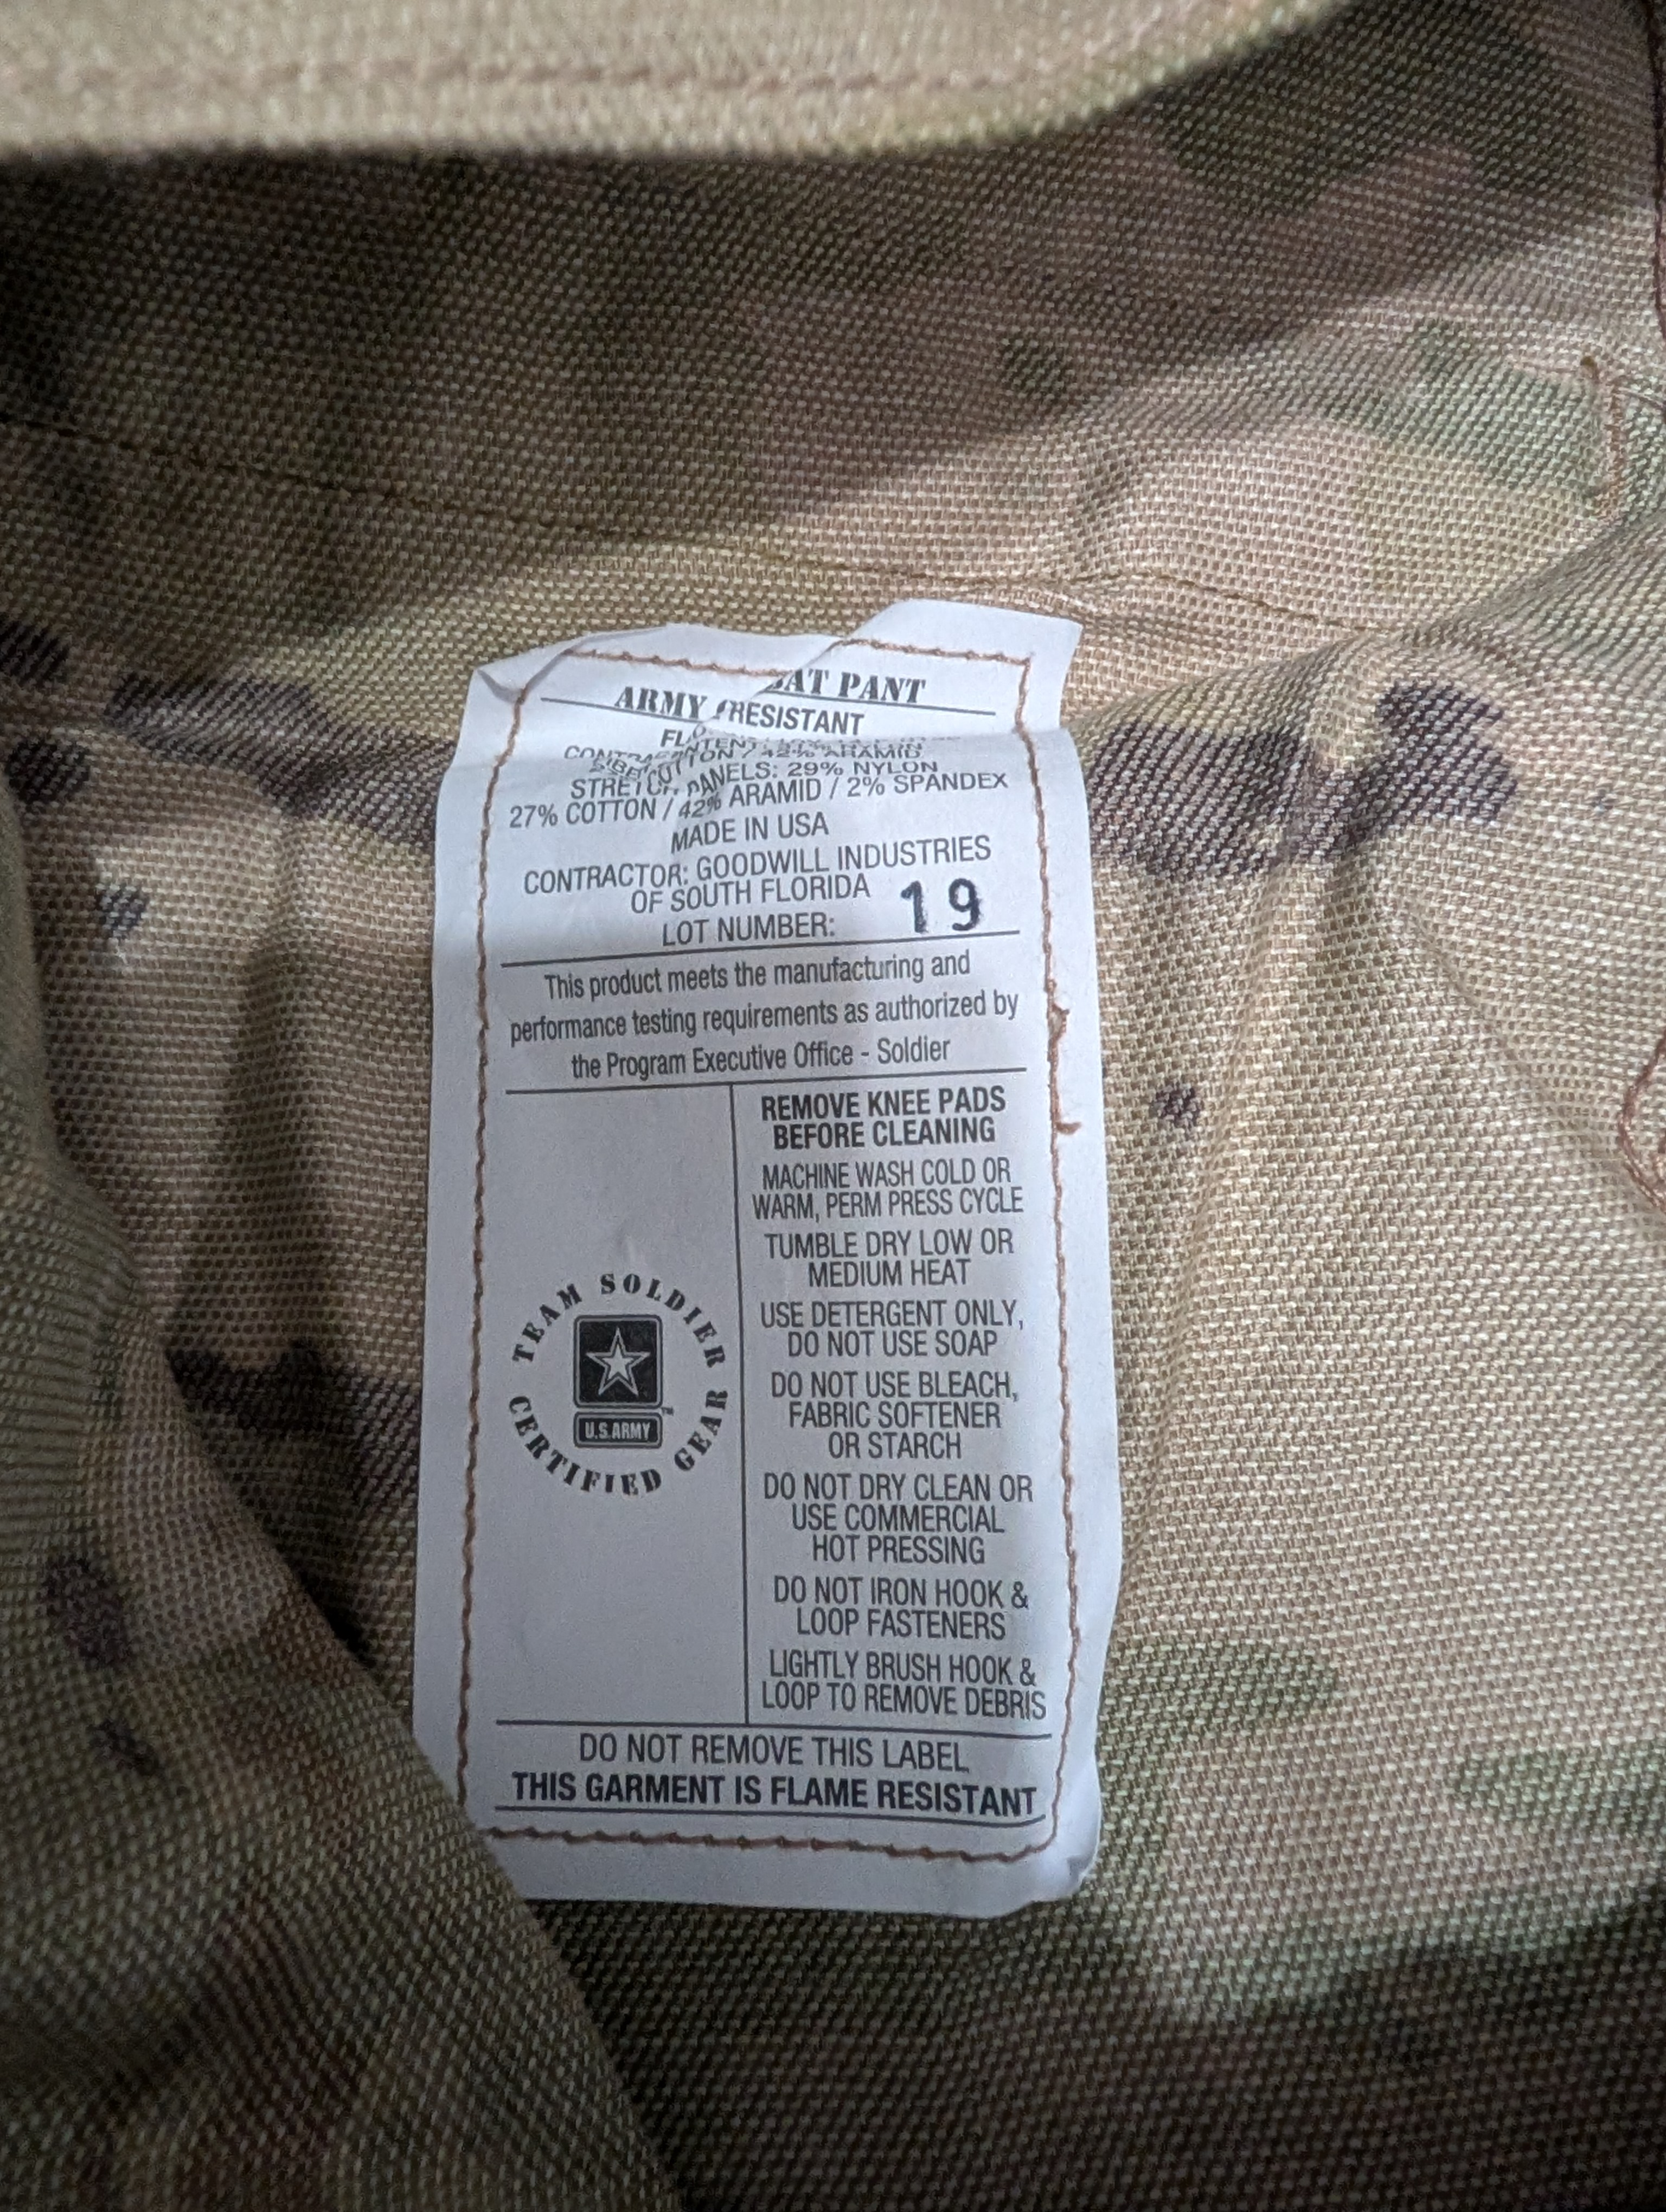 ARMY BAT PANT
RESISTANT
COTTON / 42% ARAMID
PANELS: 29% NYLON
27% COTTON / 42% ARAMID / 2% SPANDEX
MADE IN USA
CONTRACTOR: GOODWILL INDUSTRIES
OF SOUTH FLORIDA
LOT NUMBER: 19
This product meets the manufacturing and
performance testing requirements as authorized by
the Program Executive Office - Soldier
REMOVE KNEE PADS
BEFORE CLEANING
MACHINE WASH COLD OR
WARM, PERM PRESS CYCLE
TUMBLE DRY LOW OR
MEDIUM HEAT
USE DETERGENT ONLY,
DO NOT USE SOAP
DO NOT USE BLEACH,
FABRIC SOFTENER
OR STARCH
DO NOT DRY CLEAN OR
USE COMMERCIAL
HOT PRESSING
DO NOT IRON HOOK &
LOOP FASTENERS
LIGHTLY BRUSH HOOK &
LOOP TO REMOVE DEBRIS
TEAM SOLDIER
U.S.ARMY™
CERTIFIED GEAR
DO NOT REMOVE THIS LABEL
THIS GARMENT IS FLAME RESISTANT